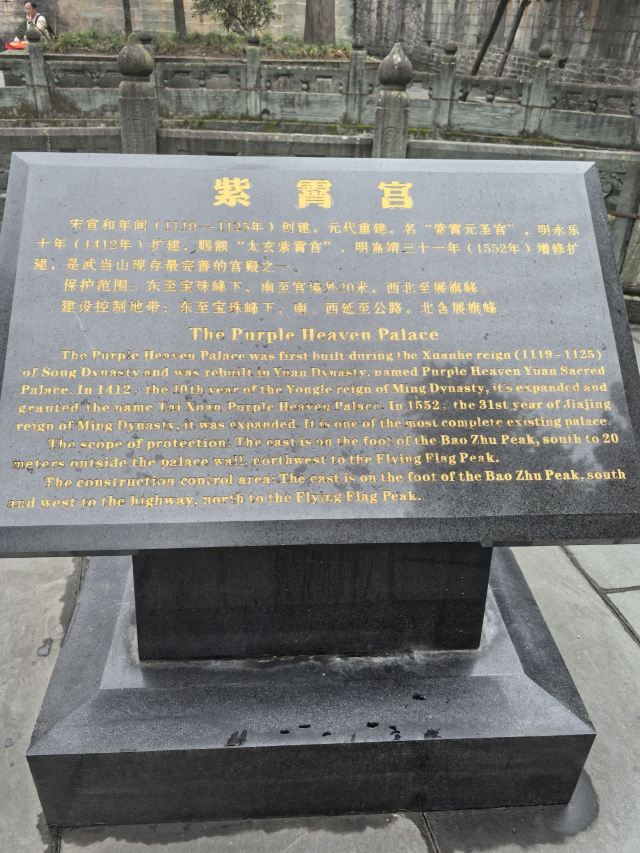 紫霄宫
宋宣和年间(1119—1125年)创建,元代重建,名“紫霄元圣宫”,明永乐
十年(1412年)扩建,赐额“太玄紫霄宫”,明嘉靖三十一年(1552年)增修扩
建,是武当山现存最完善的宫殿之一。
保护范围:东至宝珠峰下、南至宫墙外20米、西北至展旗峰。
建设控制地带:东至宝珠峰下,南、西延至公路,北含展旗峰。
The Purple Heaven Palace
The Purple Heaven Palace was first built during the Xuanhe reign (1119-1125)
of Song Dynasty and was rebuilt in Yuan Dynasty, named Purple Heaven Yuan Sacred
Palace. In 1412, the 10th year of the Yongle reign of Ming Dynasty, it's expanded and
granted the name Tai Xuan Purple Heaven Palace. In 1552, the 31st year of Jiajing
reign of Ming Dynasty, it was expanded. It is one of the most complete existing palace.
The scope of protection: The east is on the foot of the Bao Zhu Peak, south to 20
meters outside the palace wall, northwest to the Flying Flag Peak.
The construction control area: The east is on the foot of the Bao Zhu Peak, south
and west to the highway, north to the Flying Flag Peak.